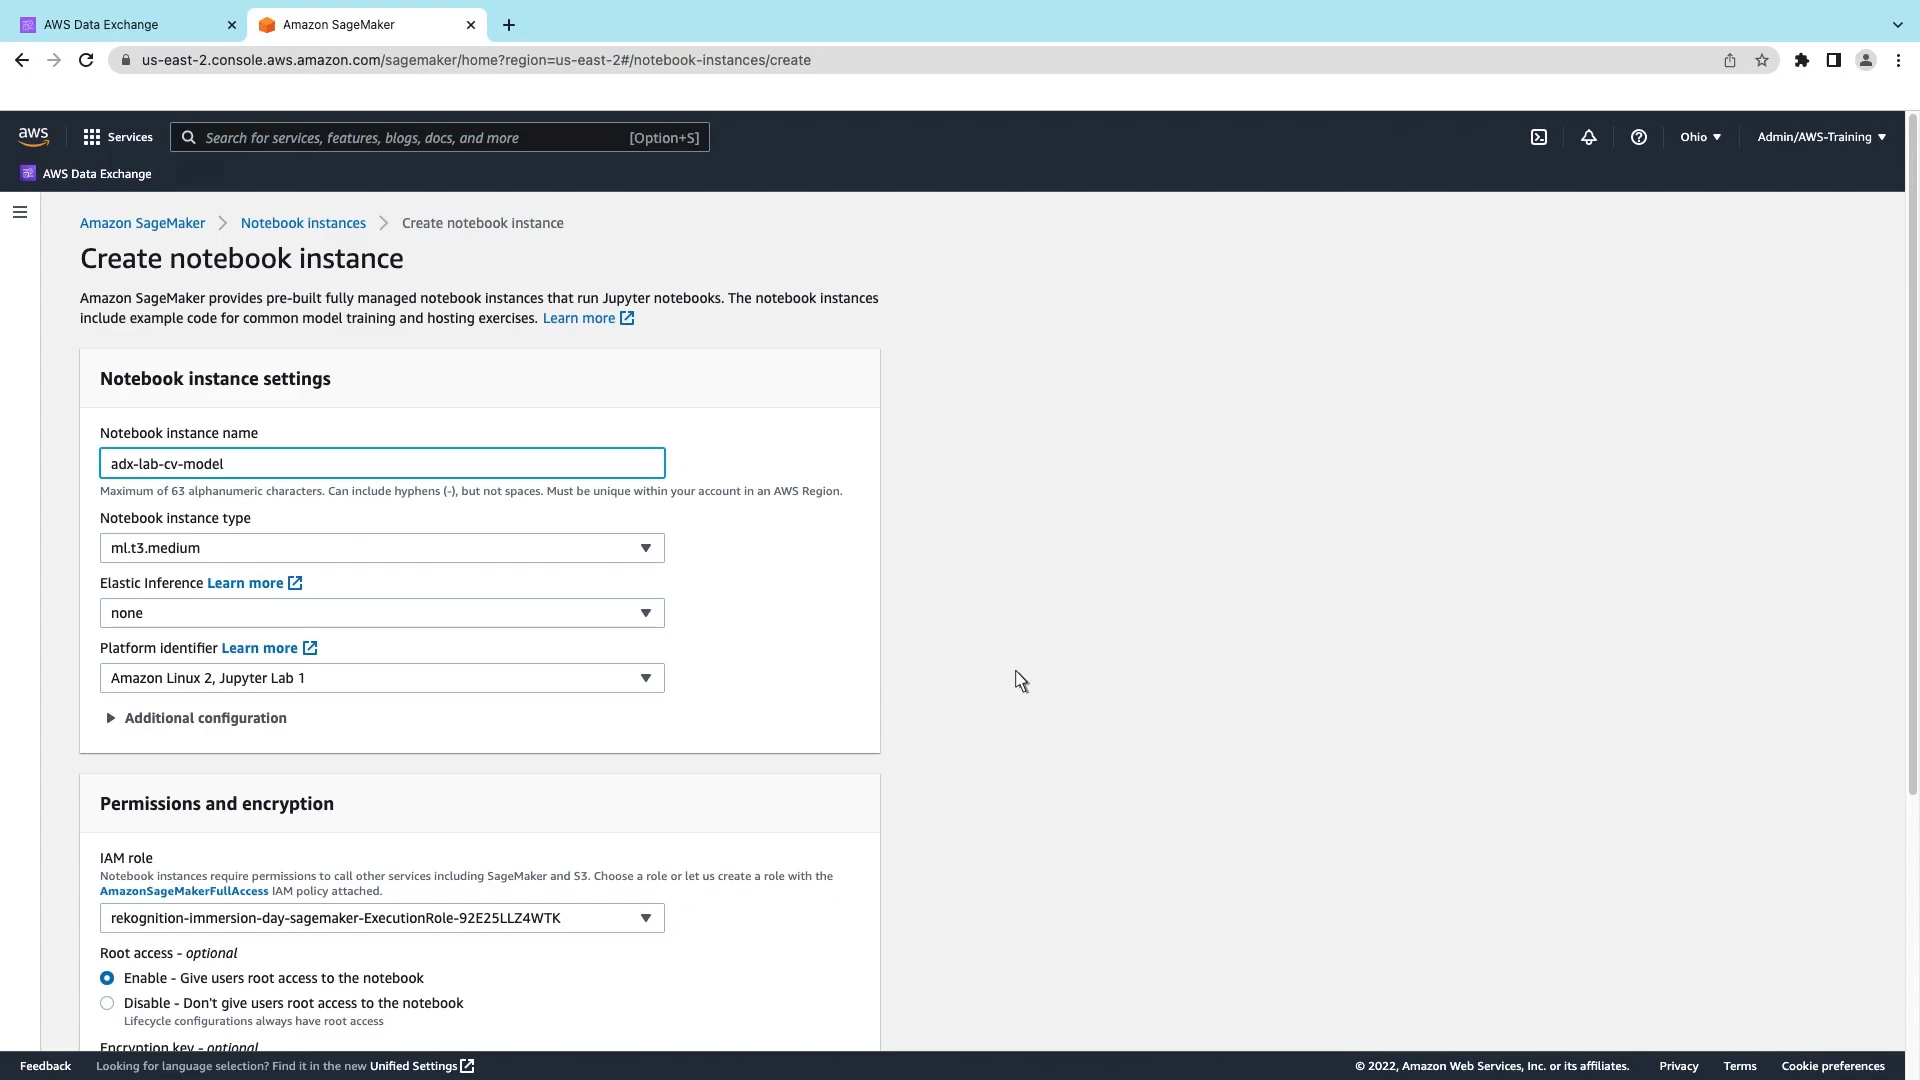 AWS Data Exchange
Amazon SageMaker
us-east-2.console.aws.amazon.com/sagemaker/home?region=us-east-2#/notebook-instances/create
aws
Services
Search for services, features, blogs, docs, and more
[Option+S]
Ohio
Admin/AWS-Training
AWS Data Exchange
Amazon SageMaker
Notebook instances
Create notebook instance
Create notebook instance
Amazon SageMaker provides pre-built fully managed notebook instances that run Jupyter notebooks. The notebook instances
include example code for common model training and hosting exercises. Learn more
Notebook instance settings
Notebook instance name
adx-lab-cv-model
Maximum of 63 alphanumeric characters. Can include hyphens (-), but not spaces. Must be unique within your account in an AWS Region.
Notebook instance type
ml.t3.medium
Elastic Inference Learn more
none
Platform identifier Learn more
Amazon Linux 2, Jupyter Lab 1
Additional configuration
Permissions and encryption
IAM role
Notebook instances require permissions to call other services including SageMaker and S3. Choose a role or let us create a role with the
AmazonSageMakerFullAccess IAM policy attached.
rekognition-immersion-day-sagemaker-ExecutionRole-92E25LLZ4WTK
Root access - optional
Enable - Give users root access to the notebook
Disable - Don't give users root access to the notebook
Lifecycle configurations always have root access
Encryption key - optional
Feedback
Looking for language selection? Find it in the new Unified Settings
© 2022, Amazon Web Services, Inc. or its affiliates.
Privacy
Terms
Cookie preferences